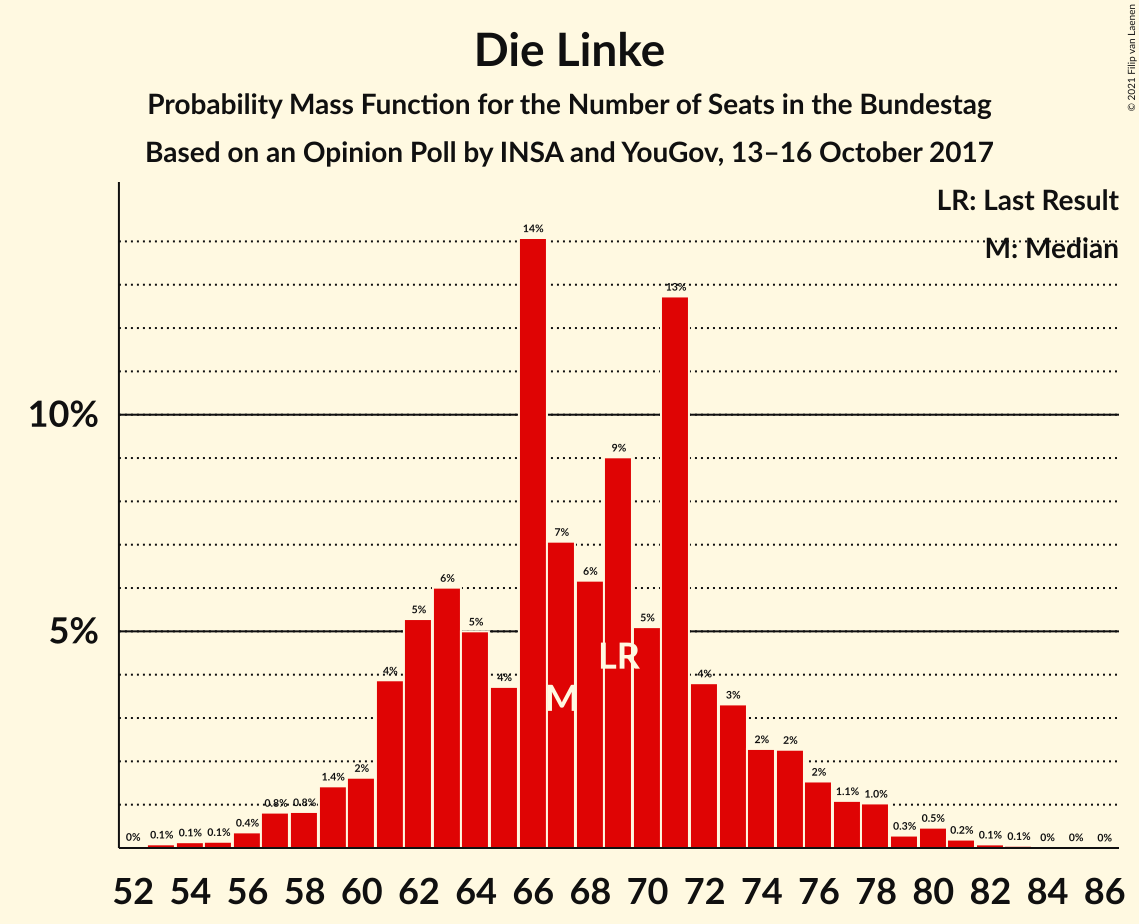 Die Linke
Probability Mass Function for the Number of Seats in the Bundestag
Based on an Opinion Poll by INSA and YouGov, 13–16 October 2017
© 2021 Filip van Laenen
LR: Last Result
M: Median
10%
5%
0% 0.1% 0.1% 0.1% 0.4% 0.8% 0.8% 1.4% 2% 4% 5% 6% 5% 4% 14% 7% 6% 9% 5% 13% 4% 3% 2% 2% 2% 1.1% 1.0% 0.3% 0.5% 0.2% 0.1% 0.1% 0% 0% 0%
LR
M
52 54 56 58 60 62 64 66 68 70 72 74 76 78 80 82 84 86